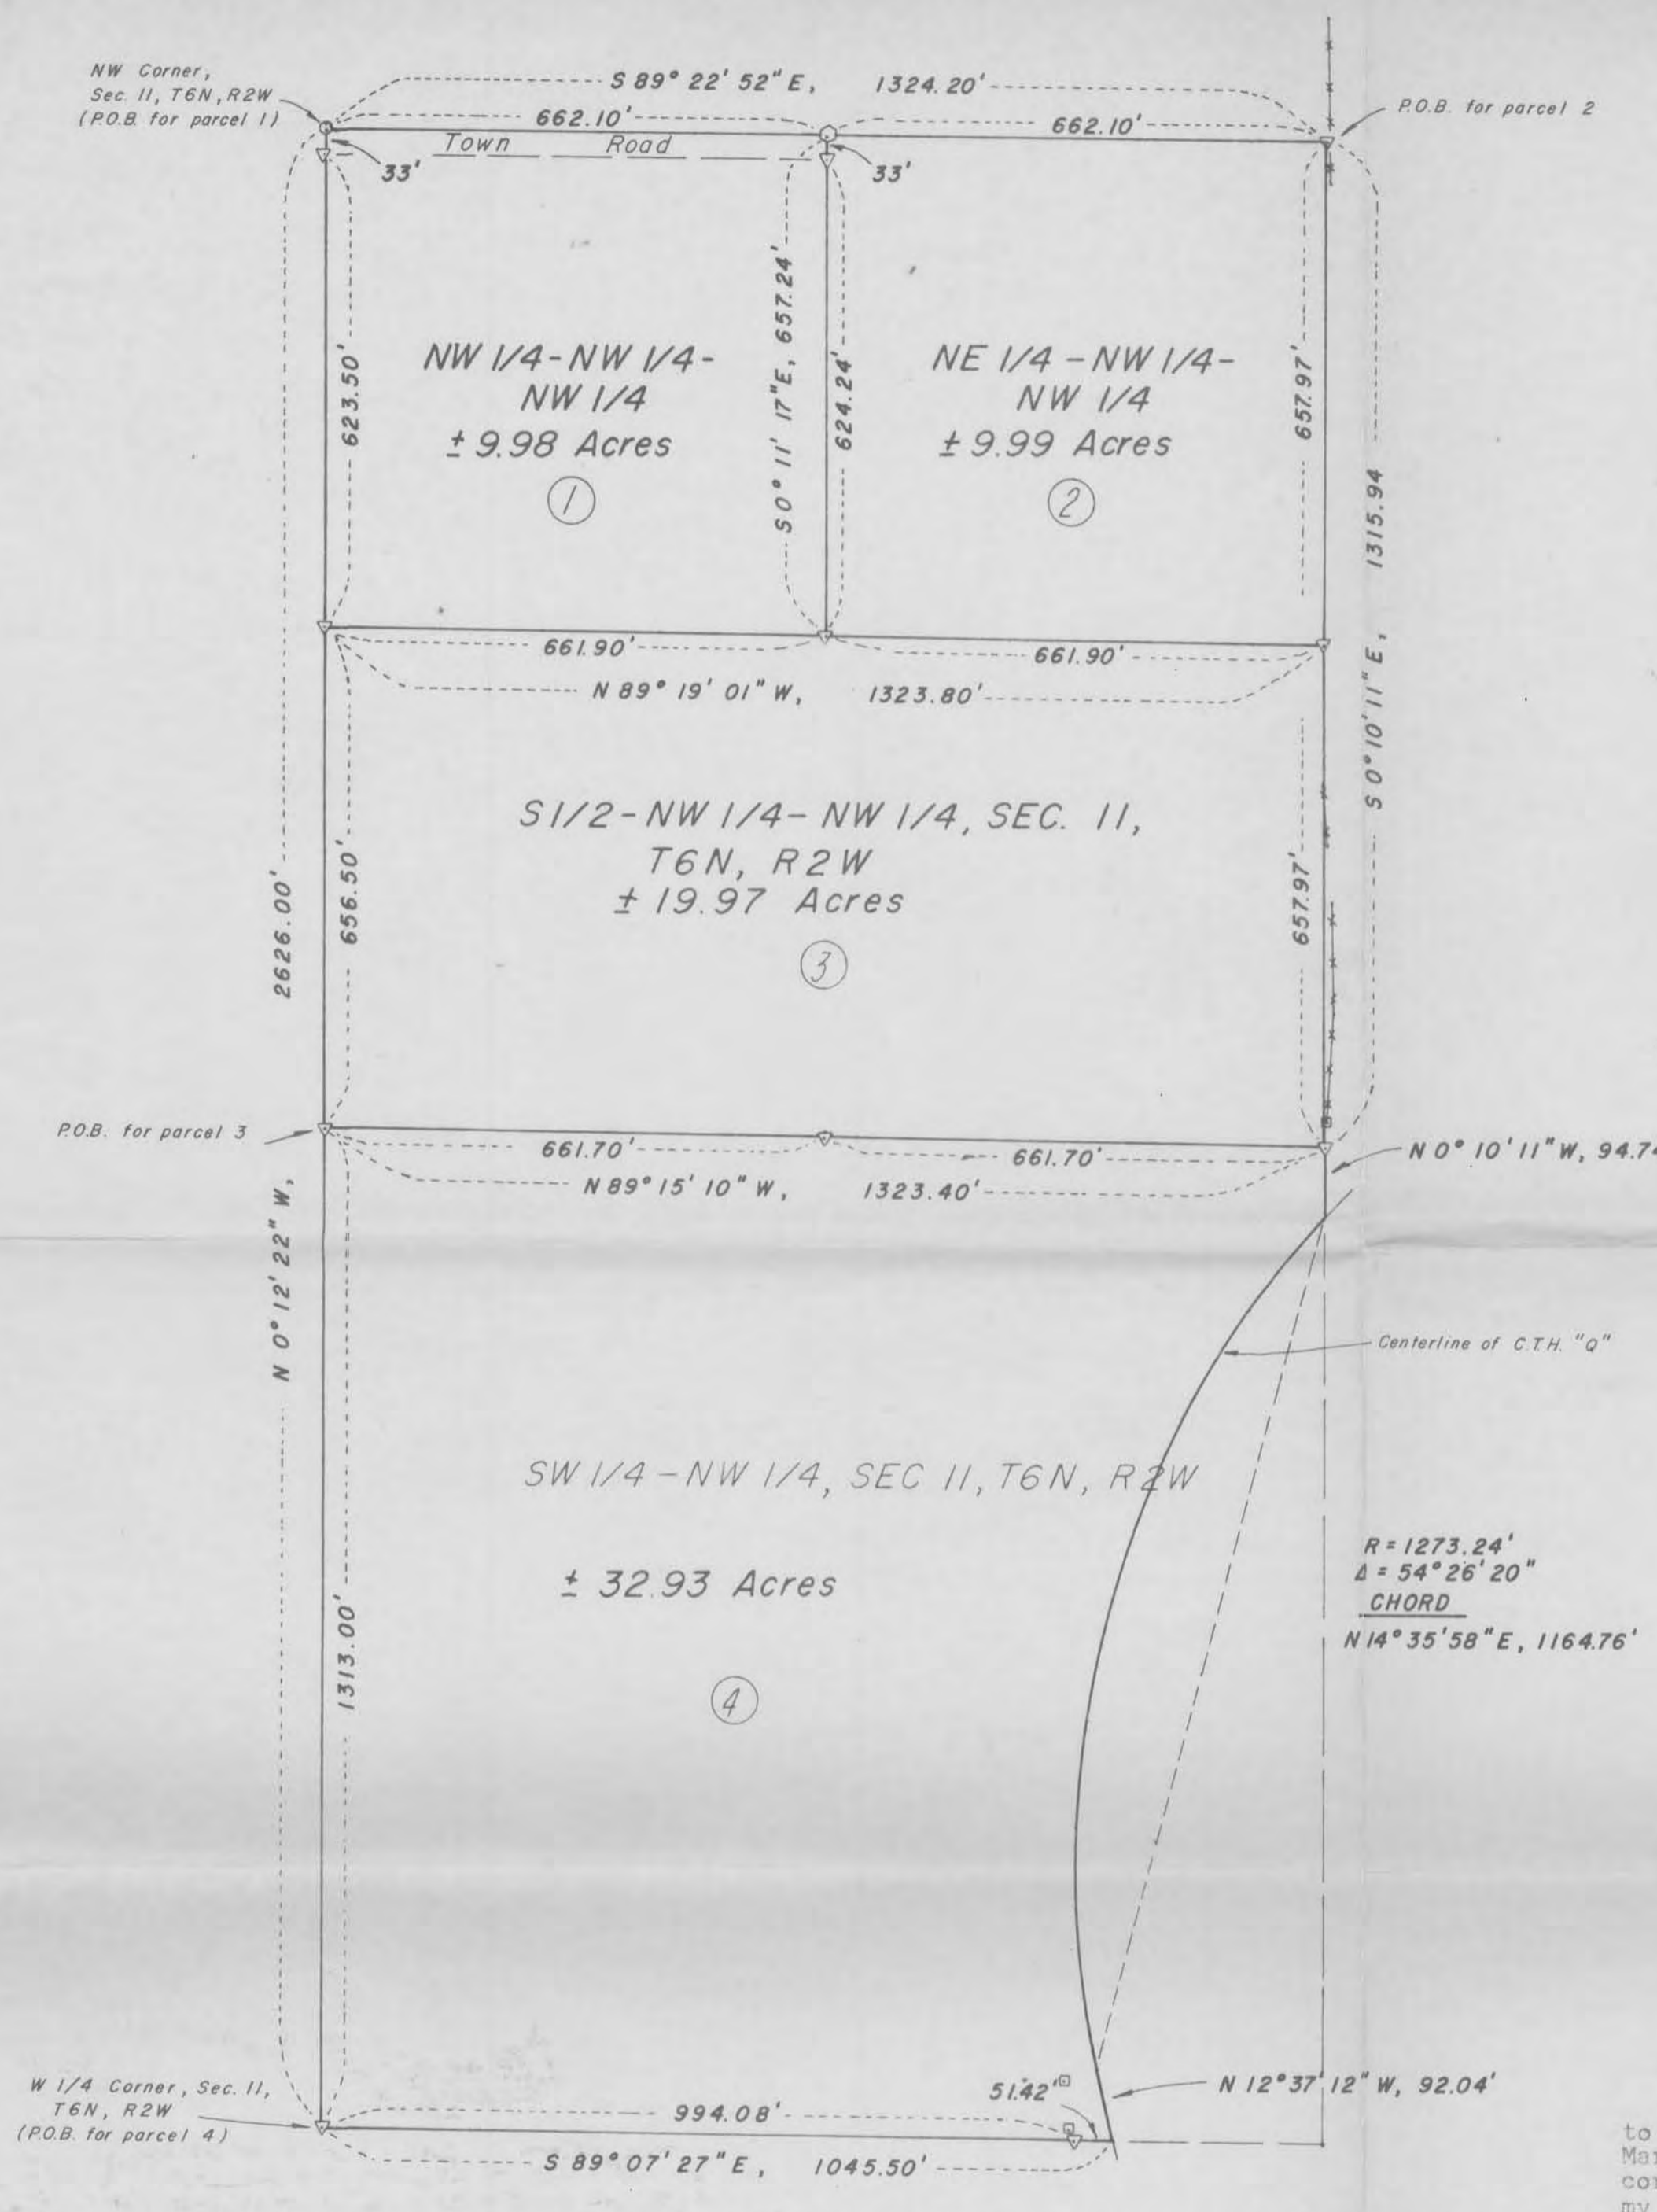 NW Corner,
Sec. 11, T6N, R2W
(P.O.B. for parcel 1)
S 89° 22' 52" E, 1324.20'
662.10'
662.10'
P.O.B. for parcel 2
Town Road
33'
33'
623.50'
S 0° 11' 17" E, 657.24'
624.24'
657.97'
NW 1/4 - NW 1/4 -
NW 1/4
± 9.98 Acres
1
NE 1/4 - NW 1/4 -
NW 1/4
± 9.99 Acres
2
S 0° 10' 11" E, 1315.94
661.90'
661.90'
N 89° 19' 01" W, 1323.80'
2626.00'
656.50'
S 1/2 - NW 1/4 - NW 1/4, SEC. 11,
T6N, R2W
± 19.97 Acres
3
657.97'
P.O.B. for parcel 3
661.70'
661.70'
N 89° 15' 10" W, 1323.40'
N 0° 10' 11" W, 94.7
N 0° 12' 22" W,
Centerline of C.T.H. "Q"
SW 1/4 - NW 1/4, SEC 11, T6N, R2W
± 32.93 Acres
4
1313.00'
R = 1273.24'
Δ = 54° 26' 20"
CHORD
N 14° 35' 58" E, 1164.76'
W 1/4 Corner, Sec. 11,
T6N, R2W
(P.O.B. for parcel 4)
51.42'
N 12° 37' 12" W, 92.04'
994.08'
S 89° 07' 27" E, 1045.50'
to
my